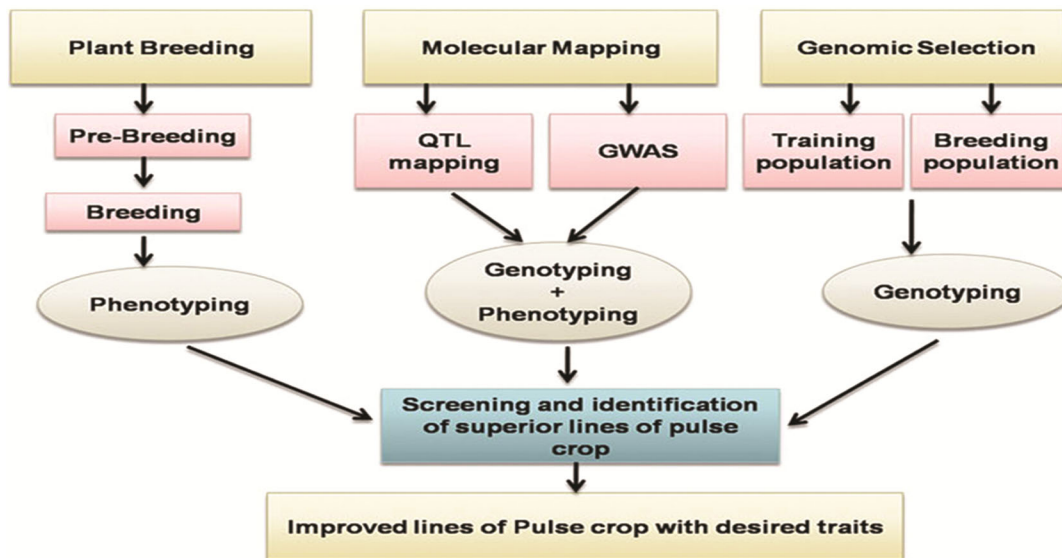 Plant Breeding
Molecular Mapping
Genomic Selection
Pre-Breeding
QTL
mapping
GWAS
Training
population
Breeding
population
Breeding
Phenotyping
Genotyping
+
Phenotyping
Genotyping
Screening and identification
of superior lines of pulse
crop
Improved lines of Pulse crop with desired traits